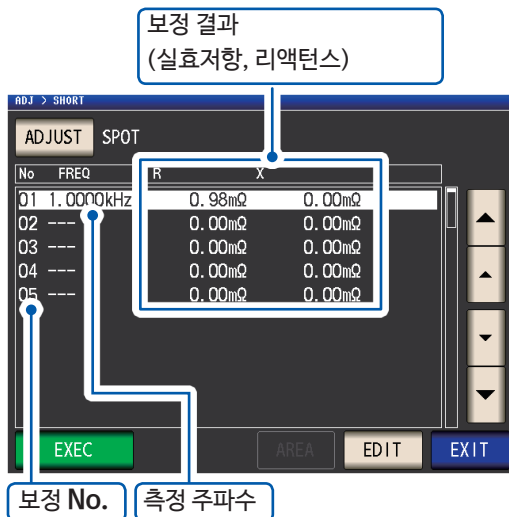 보정 결과
(실효저항, 리액턴스)
ADJ > SHORT
ADJUST SPOT
No FREQ R X
01 1.0000kHz 0.98mΩ 0.00mΩ
02 --- 0.00mΩ 0.00mΩ
03 --- 0.00mΩ 0.00mΩ
04 --- 0.00mΩ 0.00mΩ
05 --- 0.00mΩ 0.00mΩ
EXEC AREA EDIT EXIT
보정 No. 측정 주파수